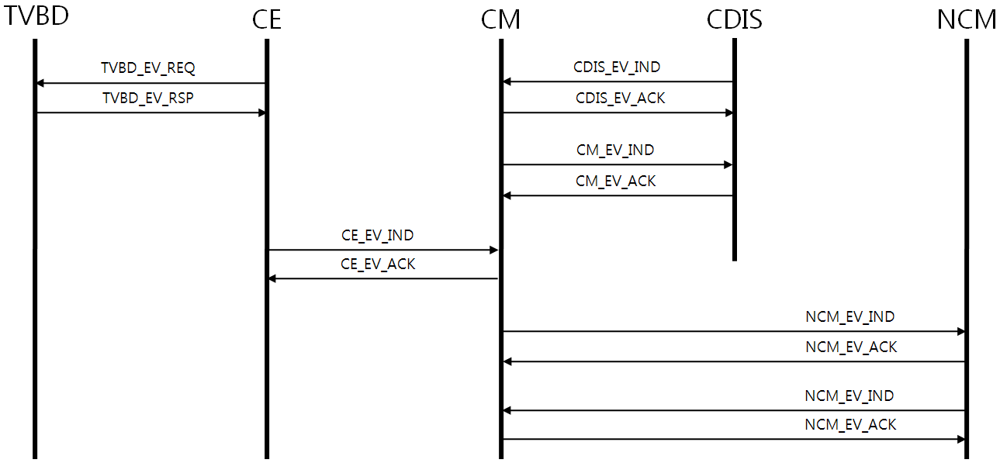 TVBD CE CM CDIS NCM
TVBD_EV_REQ CDIS_EV_IND
TVBD_EV_RSP CDIS_EV_ACK
CM_EV_IND
CM_EV_ACK
CE_EV_IND
CE_EV_ACK
NCM_EV_IND
NCM_EV_ACK
NCM_EV_IND
NCM_EV_ACK